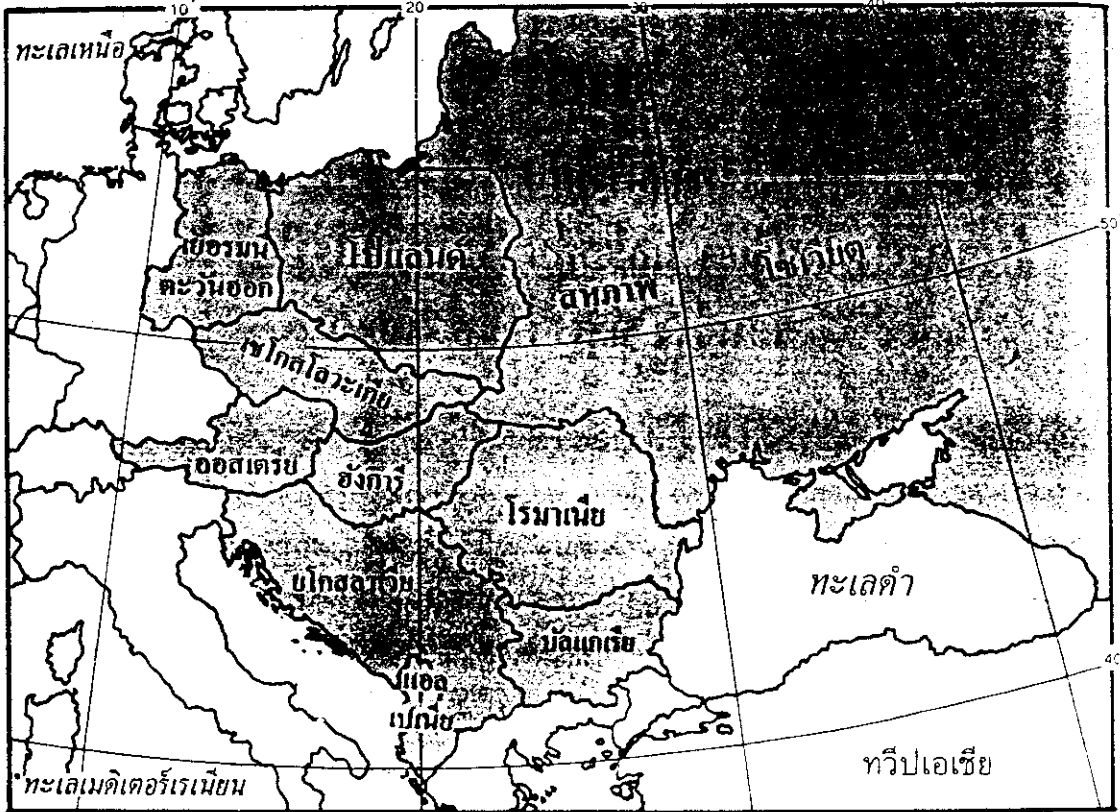 10 20 30 40
ทะเลเหนือ
50
เยอรมน
ตะวันออก
โปแลนด์
สหภาพ
โซเวียต
เชโกสโลวะเกีย
ออสเตรีย
ฮังการี
โรมาเนีย
ยูโกสลาเวีย
ทะเลดำ
บัลแกเรีย
40
แอล
เบเนีย
ทวีปเอเชีย
ทะเลเมดิเตอร์เรเนียน